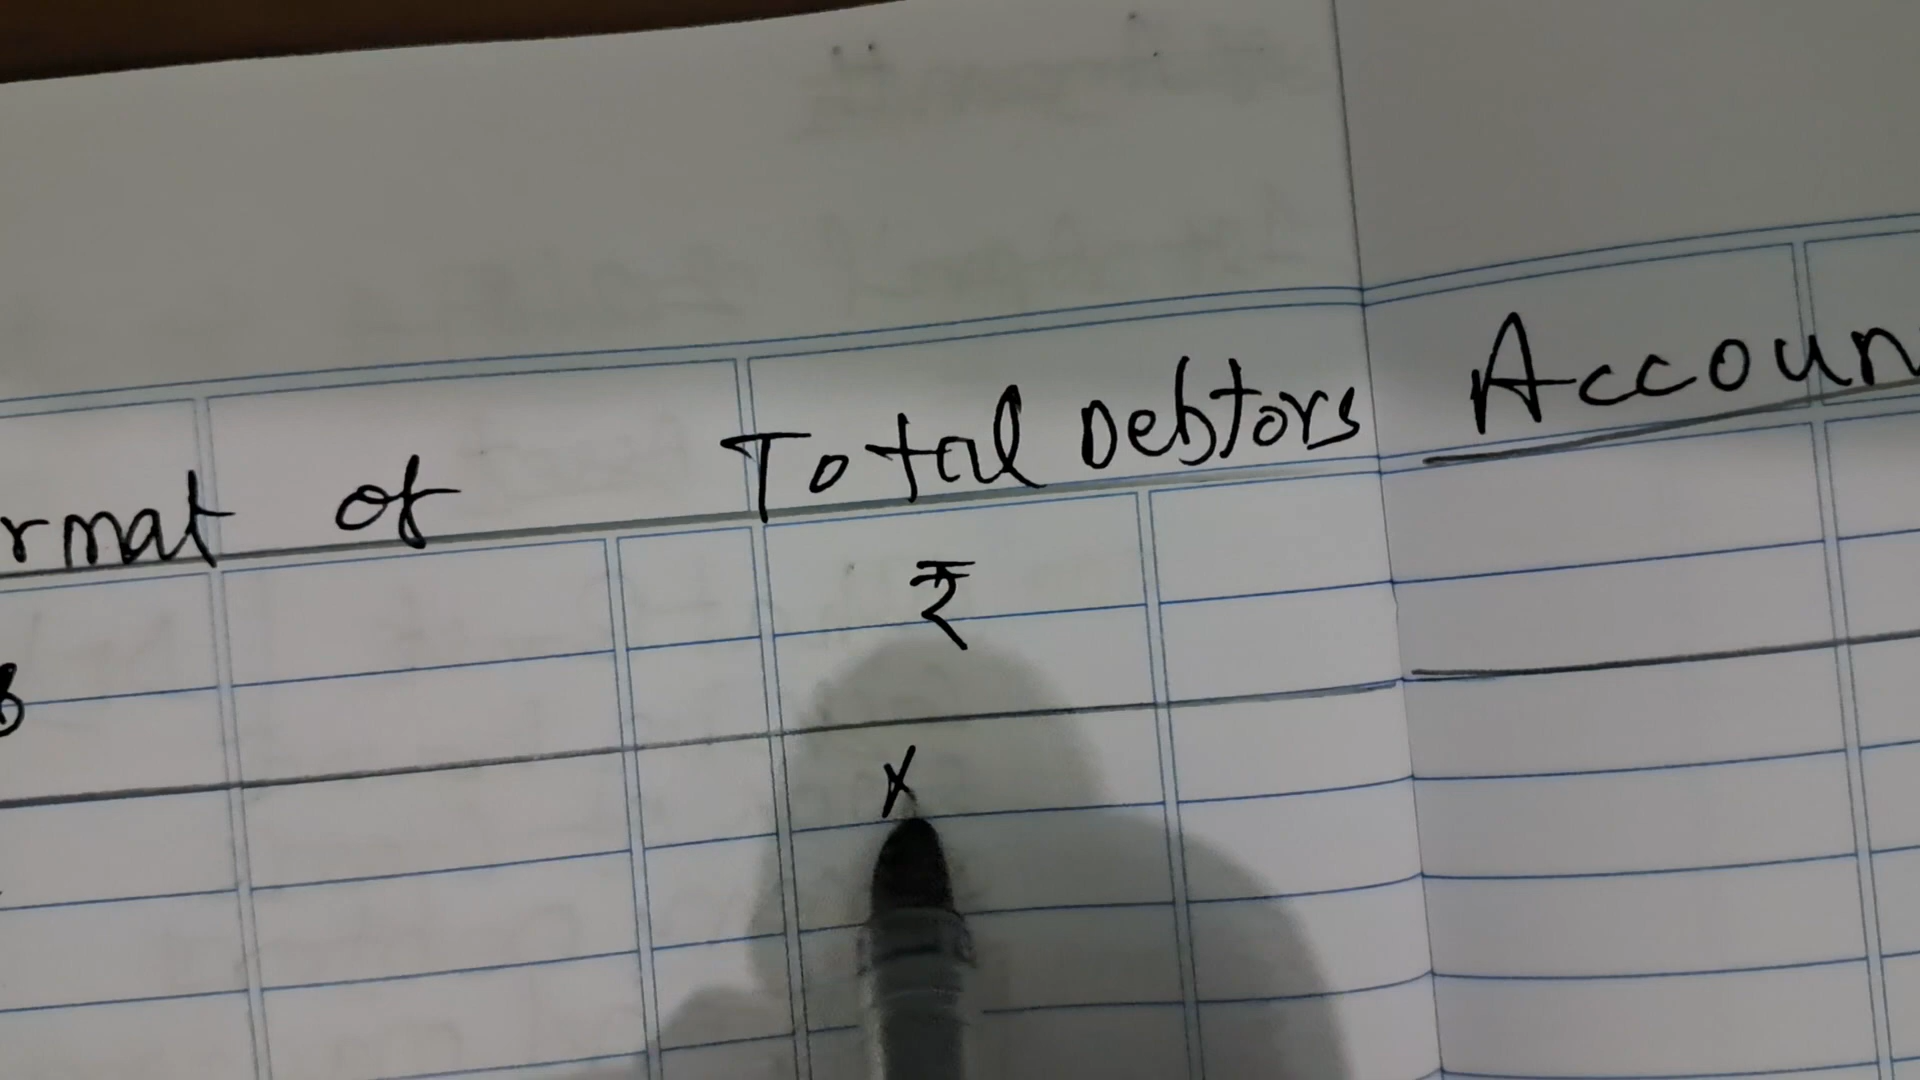 rmat of Total Debtors Accoun
₹
x